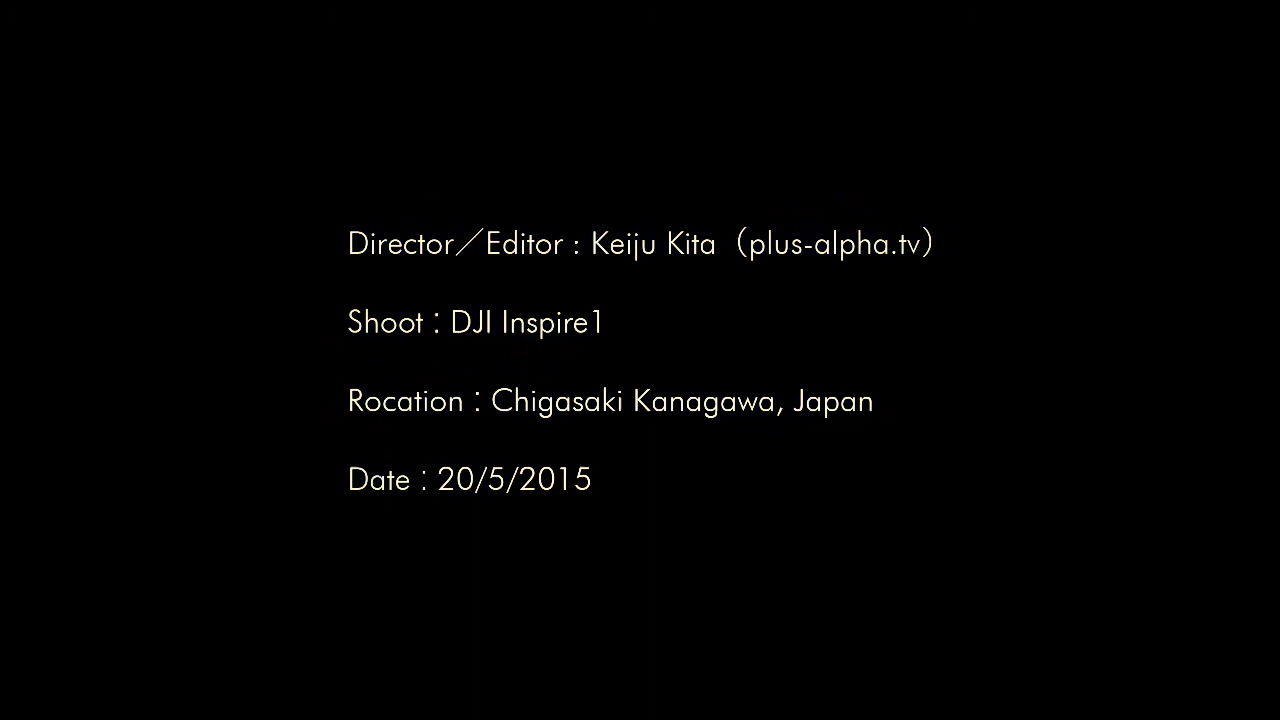 Director／Editor : Keiju Kita（plus-alpha.tv）
Shoot : DJI Inspire1
Rocation : Chigasaki Kanagawa, Japan
Date : 20/5/2015